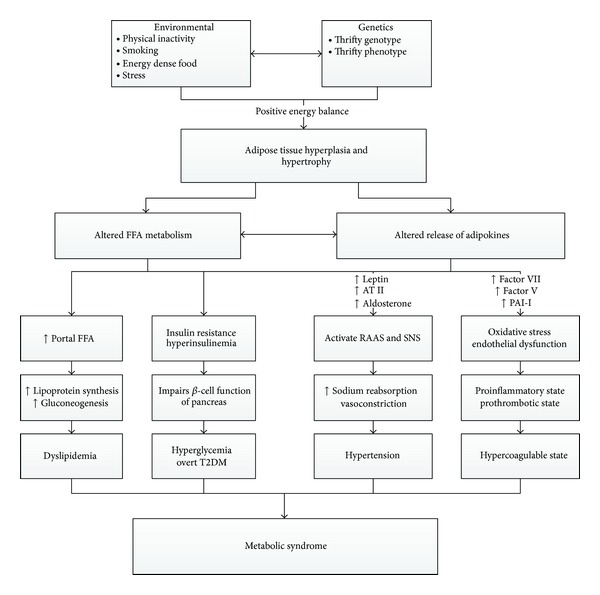 Environmental
• Physical inactivity
• Smoking
• Energy dense food
• Stress
Genetics
• Thrifty genotype
• Thrifty phenotype
Positive energy balance
Adipose tissue hyperplasia and
hypertrophy
Altered FFA metabolism
Altered release of adipokines
↑ Leptin
↑ AT II
↑ Aldosterone
↑ Factor VII
↑ Factor V
↑ PAI-I
↑ Portal FFA
Insulin resistance
hyperinsulinemia
Activate RAAS and SNS
Oxidative stress
endothelial dysfunction
↑ Lipoprotein synthesis
↑ Gluconeogenesis
Impairs β-cell function
of pancreas
↑ Sodium reabsorption
vasoconstriction
Proinflammatory state
prothrombotic state
Dyslipidemia
Hyperglycemia
overt T2DM
Hypertension
Hypercoagulable state
Metabolic syndrome